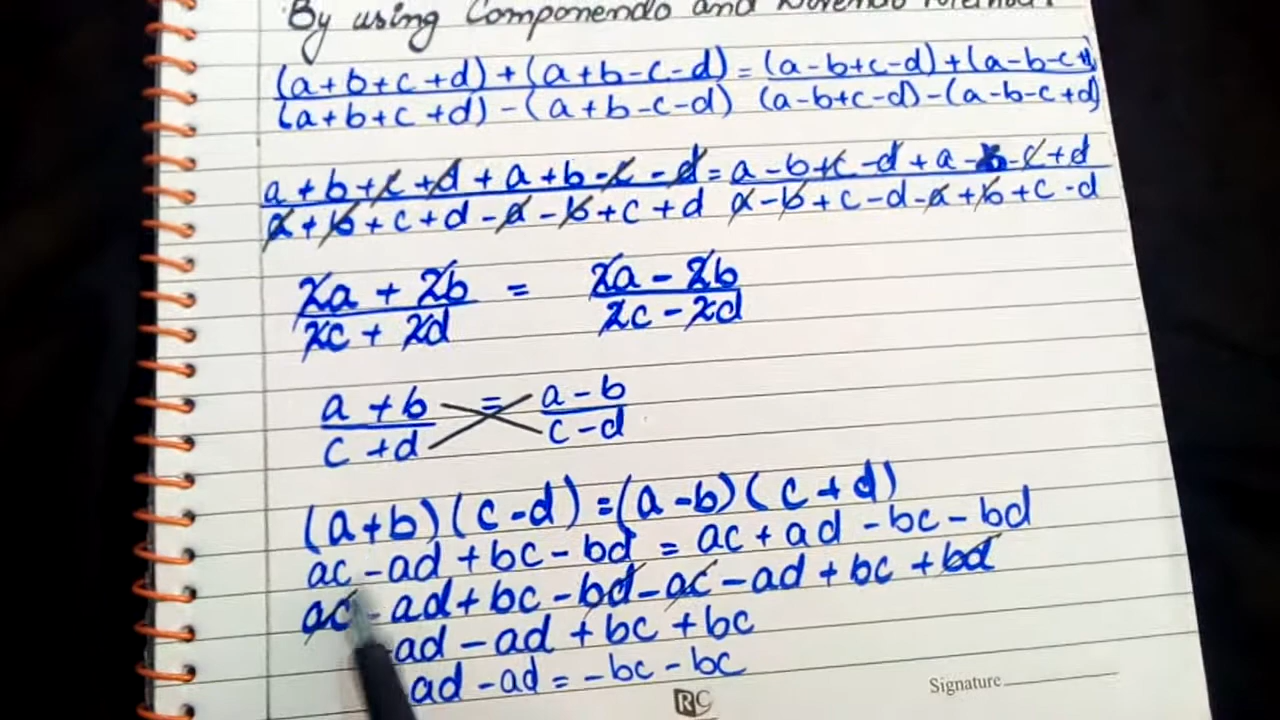 By using Componendo and
(a+b+c+d)+(a+b-c-d) = (a-b+c-d)+(a-b-c+d)
(a+b+c+d)-(a+b-c-d) (a-b+c-d)-(a-b-c+d)
a+b+c+d+a+b-c-d = a-b+c-d+a-b-c+d
a+b+c+d-a-b+c+d a-b+c-d-a+b+c-d
2a+2b = 2a-2b
2c+2d 2c-2d
a+b = a-b
c+d c-d
(a+b)(c-d)=(a-b)(c+d)
ac-ad+bc-bd = ac+ad-bc-bd
ac-ad+bc-bd-ac-ad+bc+bd
-ad-ad+bc+bc
ad-ad=-bc-bc
RC
Signature